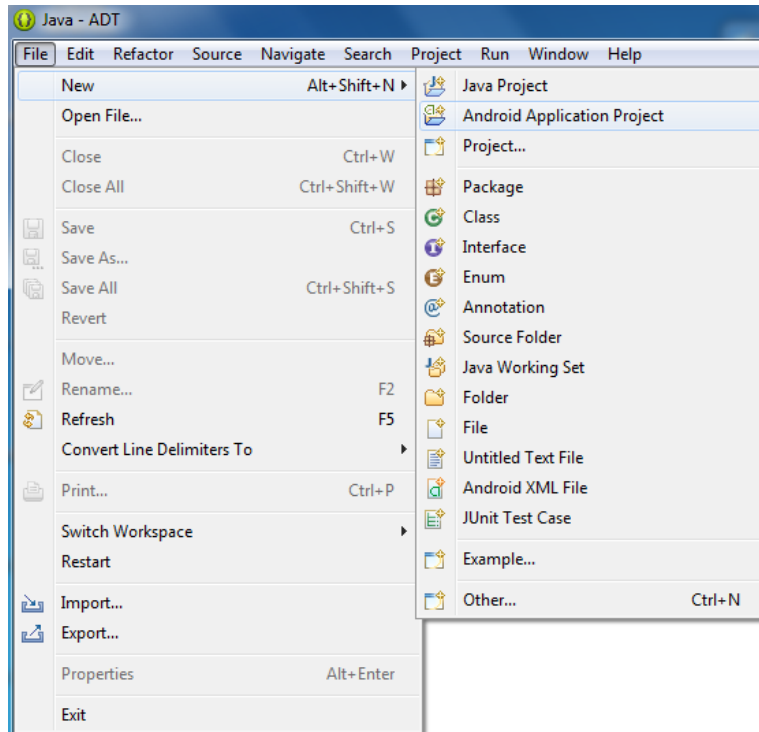 Java - ADT
File Edit Refactor Source Navigate Search Project Run Window Help
New Alt+Shift+N
Open File...
Close Ctrl+W
Close All Ctrl+Shift+W
Save Ctrl+S
Save As...
Save All Ctrl+Shift+S
Revert
Move...
Rename... F2
Refresh F5
Convert Line Delimiters To
Print... Ctrl+P
Switch Workspace
Restart
Import...
Export...
Properties Alt+Enter
Exit
Java Project
Android Application Project
Project...
Package
Class
Interface
Enum
Annotation
Source Folder
Java Working Set
Folder
File
Untitled Text File
Android XML File
JUnit Test Case
Example...
Other... Ctrl+N